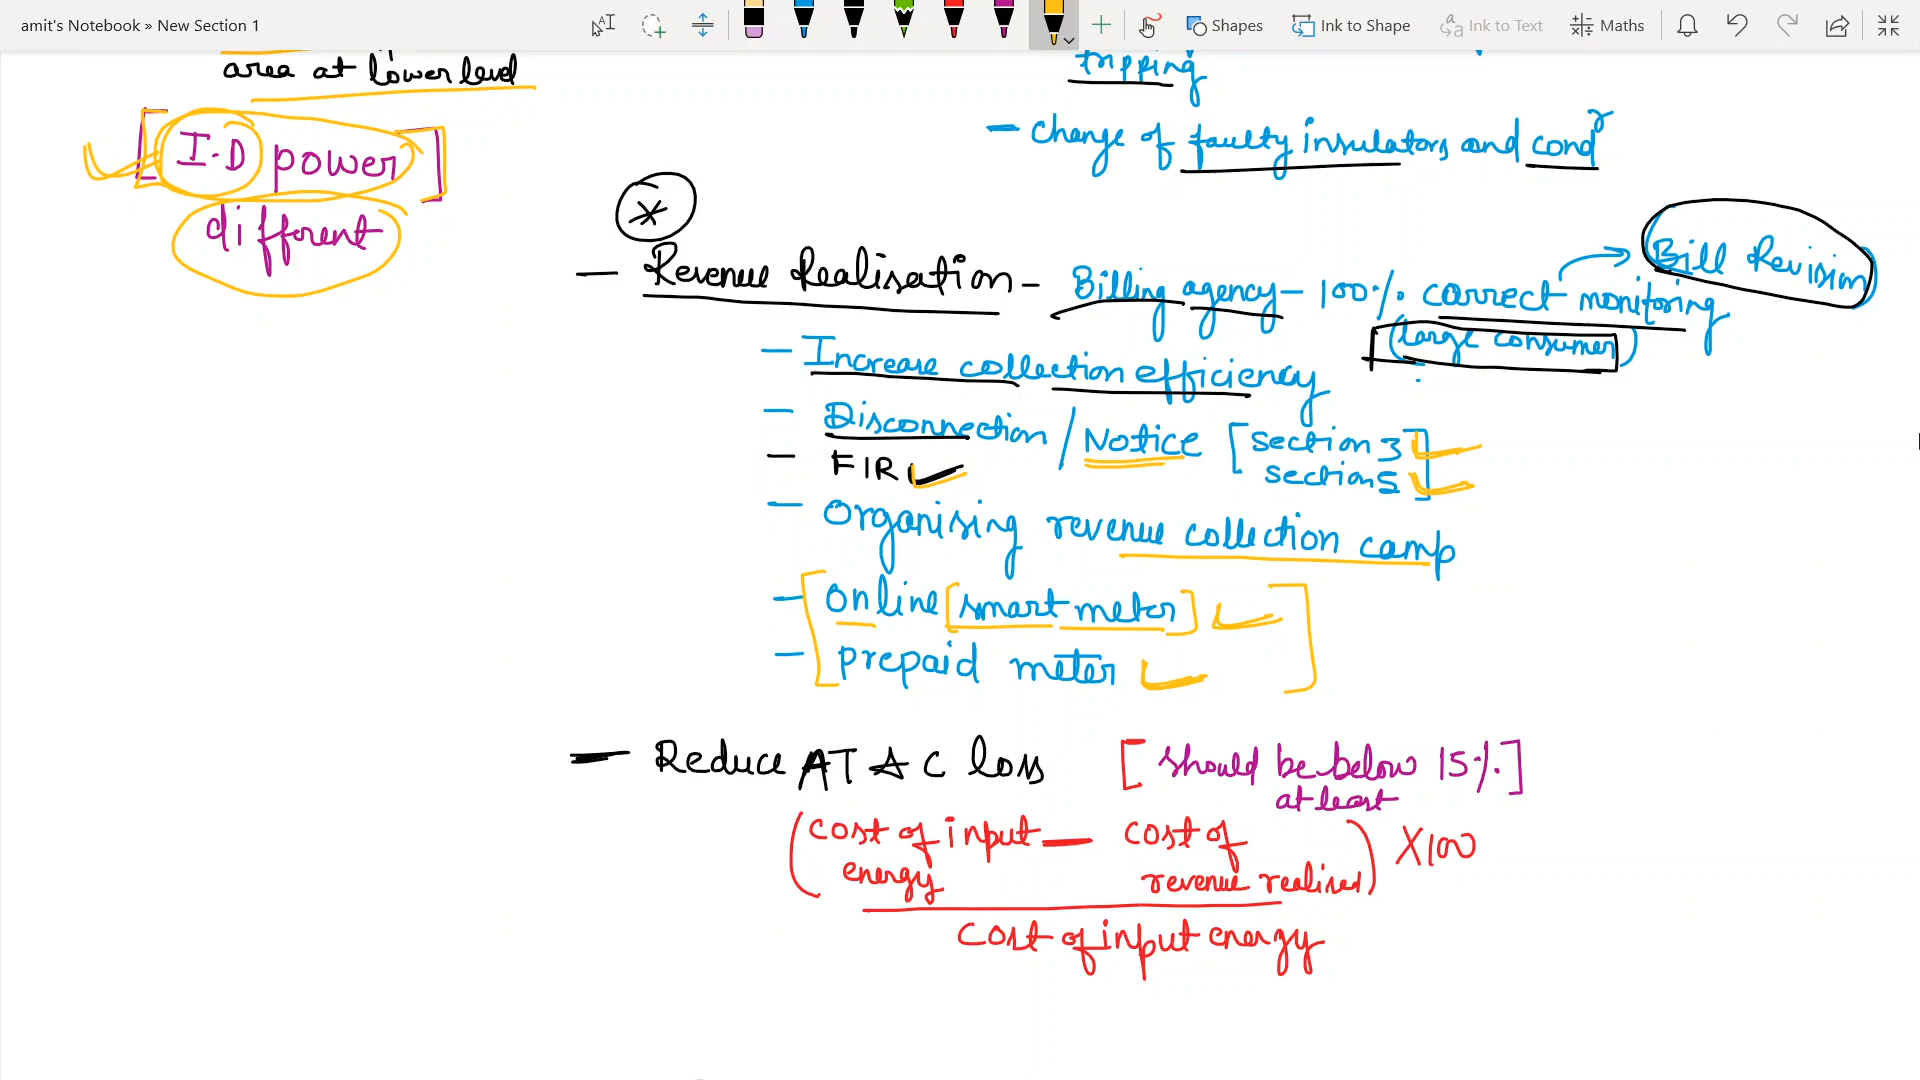 amit's Notebook » New Section 1
Shapes
Ink to Shape
Ink to Text
Maths
area at lower level
[I.D power]
different
tripping
- change of faulty insulators and cond^r
*
- Revenue Realisation - Billing agency - 100% correct monitoring
Bill Revision
(large consumer)
- Increase collection efficiency
- Disconnection / Notice [section 3
section 5]
- FIR ✓
- Organising revenue collection camp
- online [smart meter]
- prepaid meter
- Reduce AT & C loss [should be below 15%]
at least
(cost of input energy - cost of revenue realised) X100
cost of input energy